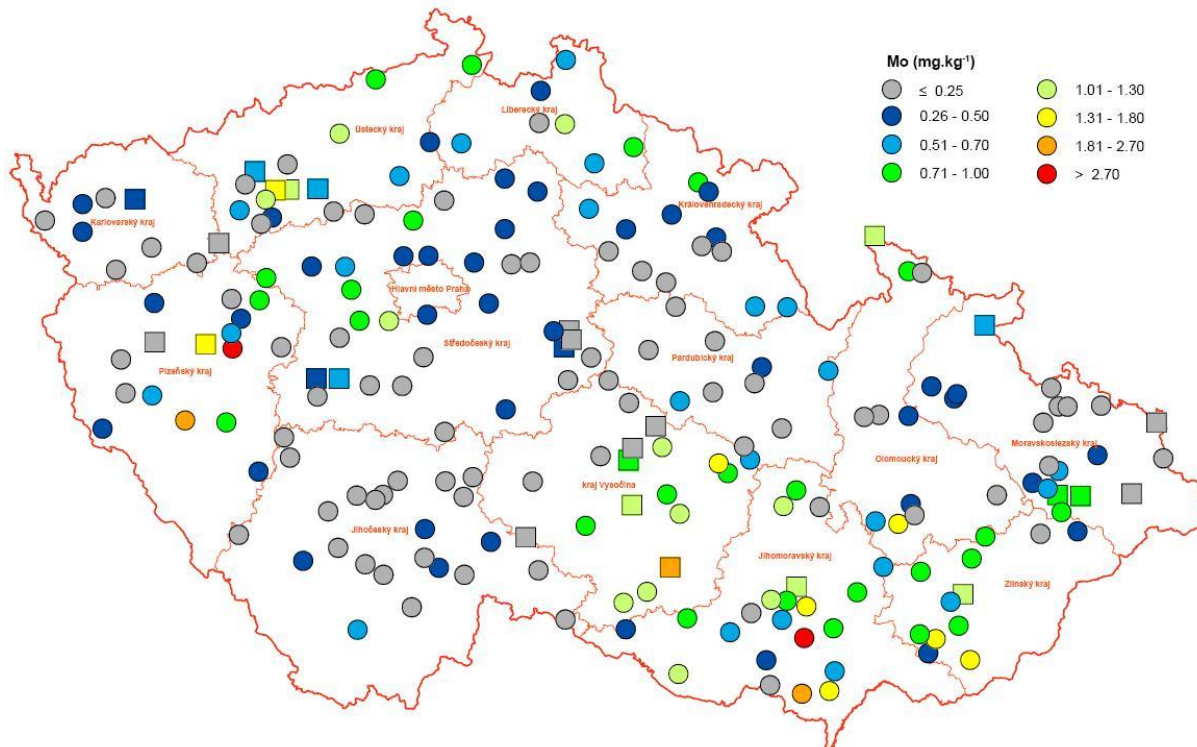 Mo (mg.kg⁻¹)
≤ 0.25
0.26 - 0.50
0.51 - 0.70
0.71 - 1.00
1.01 - 1.30
1.31 - 1.80
1.81 - 2.70
> 2.70
Liberecký kraj
Ústecký kraj
Karlovarský kraj
Královéhradecký kraj
Hlavní město Praha
Středočeský kraj
Pardubický kraj
Plzeňský kraj
Moravskoslezský kraj
Olomoucký kraj
kraj Vysočina
Jihočeský kraj
Jihomoravský kraj
Zlínský kraj